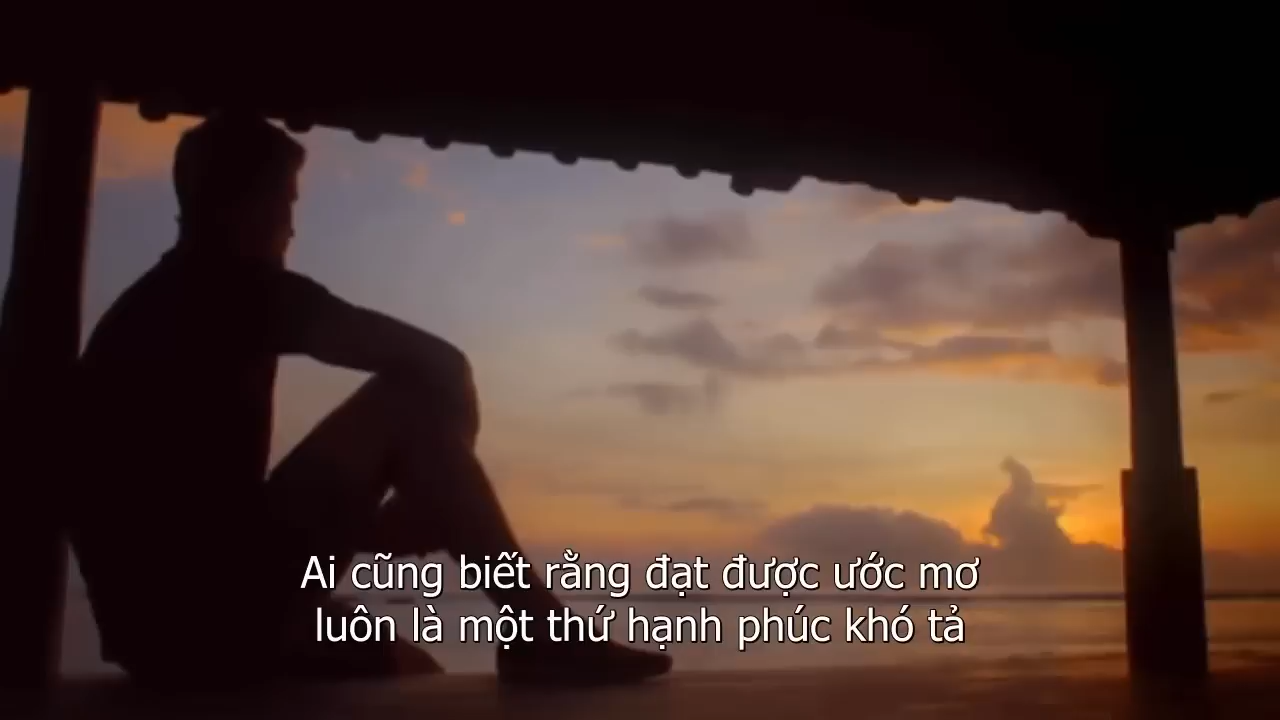 Ai cũng biết rằng đạt được ước mơ
luôn là một thứ hạnh phúc khó tả